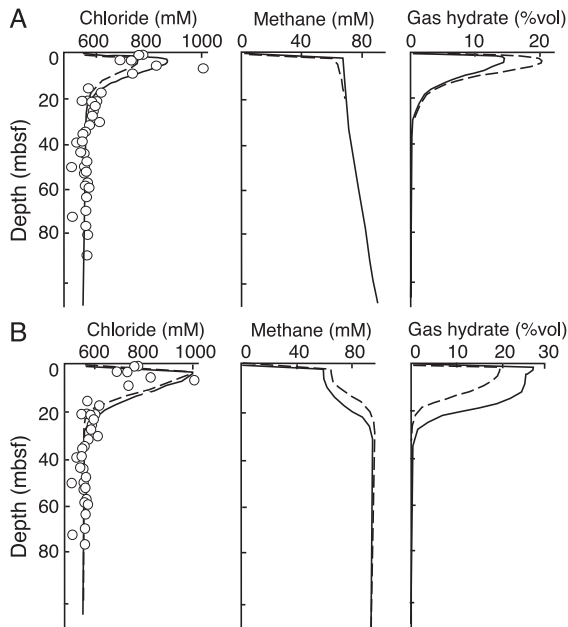 A
Chloride (mM)
600 800 1000
Methane (mM)
0 40 80
Gas hydrate (%vol)
0 10 20
Depth (mbsf)
0
20
40
60
80
B
Chloride (mM)
600 800 1000
Methane (mM)
0 40 80
Gas hydrate (%vol)
0 10 20 30
Depth (mbsf)
0
20
40
60
80